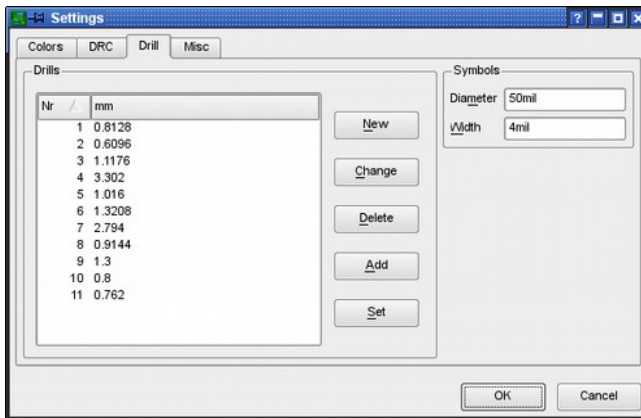 Settings
Colors DRC Drill Misc
Drills
Nr mm
1 0.8128
2 0.6096
3 1.1176
4 3.302
5 1.016
6 1.3208
7 2.794
8 0.9144
9 1.3
10 0.8
11 0.762
New
Change
Delete
Add
Set
Symbols
Diameter 50mil
Width 4mil
OK Cancel